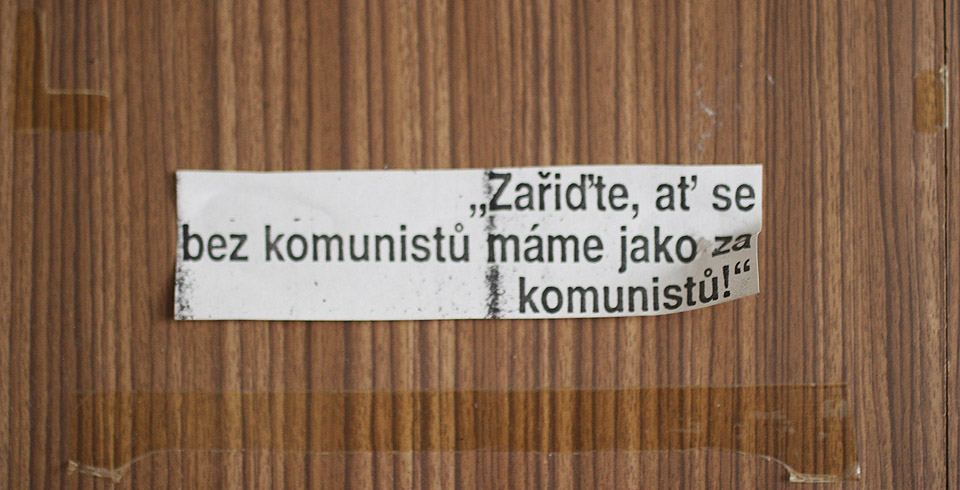 „Zařiďte, ať se
bez komunistů máme jako za
komunistů!“